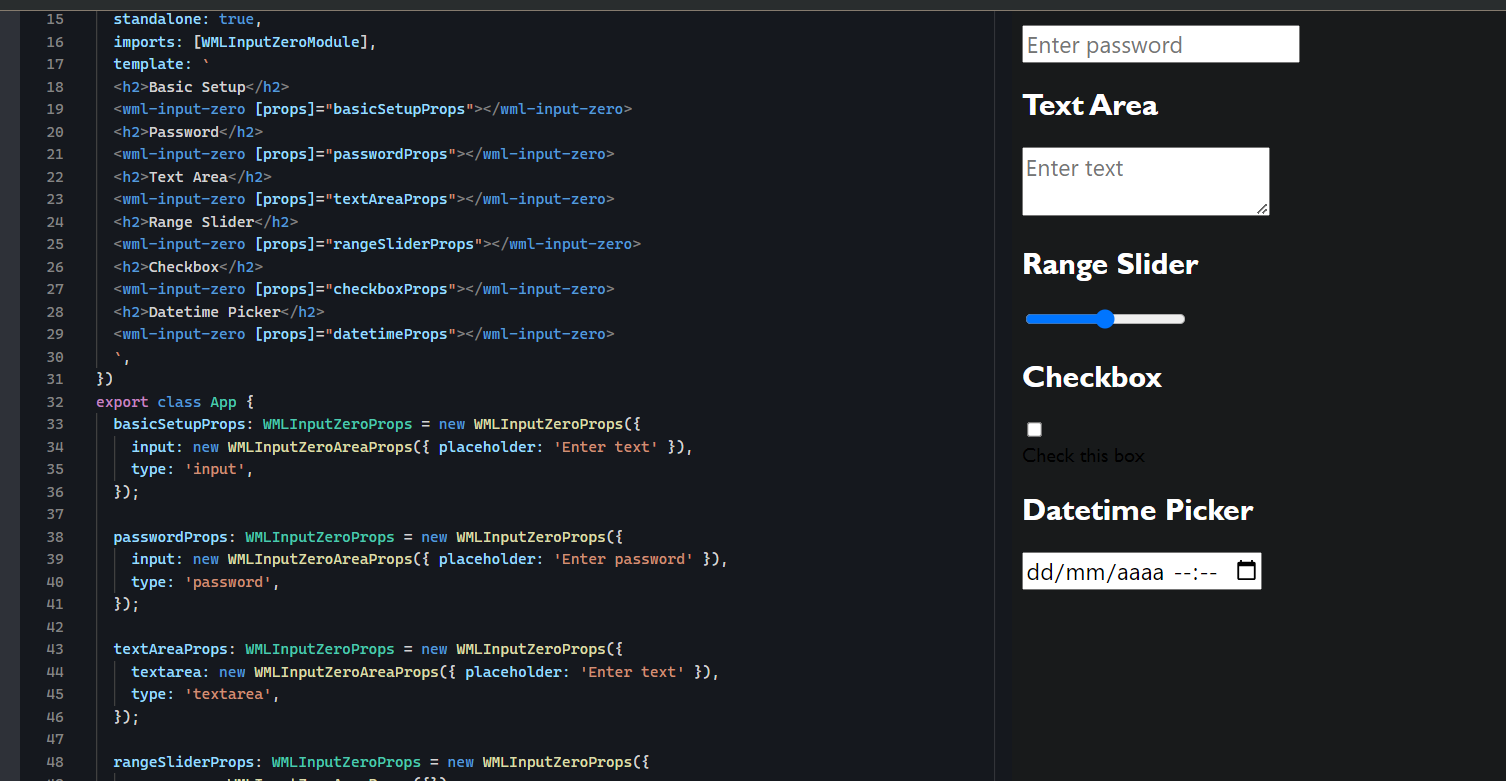 15 standalone: true,
16 imports: [WMLInputZeroModule],
17 template: `
18 <h2>Basic Setup</h2>
19 <wml-input-zero [props]="basicSetupProps"></wml-input-zero>
20 <h2>Password</h2>
21 <wml-input-zero [props]="passwordProps"></wml-input-zero>
22 <h2>Text Area</h2>
23 <wml-input-zero [props]="textAreaProps"></wml-input-zero>
24 <h2>Range Slider</h2>
25 <wml-input-zero [props]="rangeSliderProps"></wml-input-zero>
26 <h2>Checkbox</h2>
27 <wml-input-zero [props]="checkboxProps"></wml-input-zero>
28 <h2>Datetime Picker</h2>
29 <wml-input-zero [props]="datetimeProps"></wml-input-zero>
30 `,
31 })
32 export class App {
33 basicSetupProps: WMLInputZeroProps = new WMLInputZeroProps({
34 input: new WMLInputZeroAreaProps({ placeholder: 'Enter text' }),
35 type: 'input',
36 });
37
38 passwordProps: WMLInputZeroProps = new WMLInputZeroProps({
39 input: new WMLInputZeroAreaProps({ placeholder: 'Enter password' }),
40 type: 'password',
41 });
42
43 textAreaProps: WMLInputZeroProps = new WMLInputZeroProps({
44 textarea: new WMLInputZeroAreaProps({ placeholder: 'Enter text' }),
45 type: 'textarea',
46 });
47
48 rangeSliderProps: WMLInputZeroProps = new WMLInputZeroProps({
Enter password
Text Area
Enter text
Range Slider
Checkbox
Check this box
Datetime Picker
dd/mm/aaaa --:--